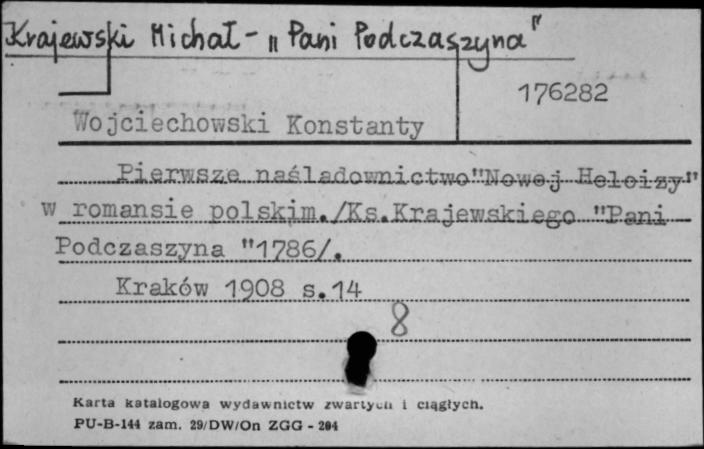 Krajewski Michał - „Pani Podczaszyna"
176282
Wojciechowski Konstanty
Pierwsze naśladownictwo"Nowej Heloizy"
w romansie polskim./Ks.Krajewskiego "Pani
Podczaszyna "1786/.
Kraków 1908 s.14
8
Karta katalogowa wydawnictw zwartych i ciągłych.
PU-B-144 zam. 29/DW/On ZGG - 204